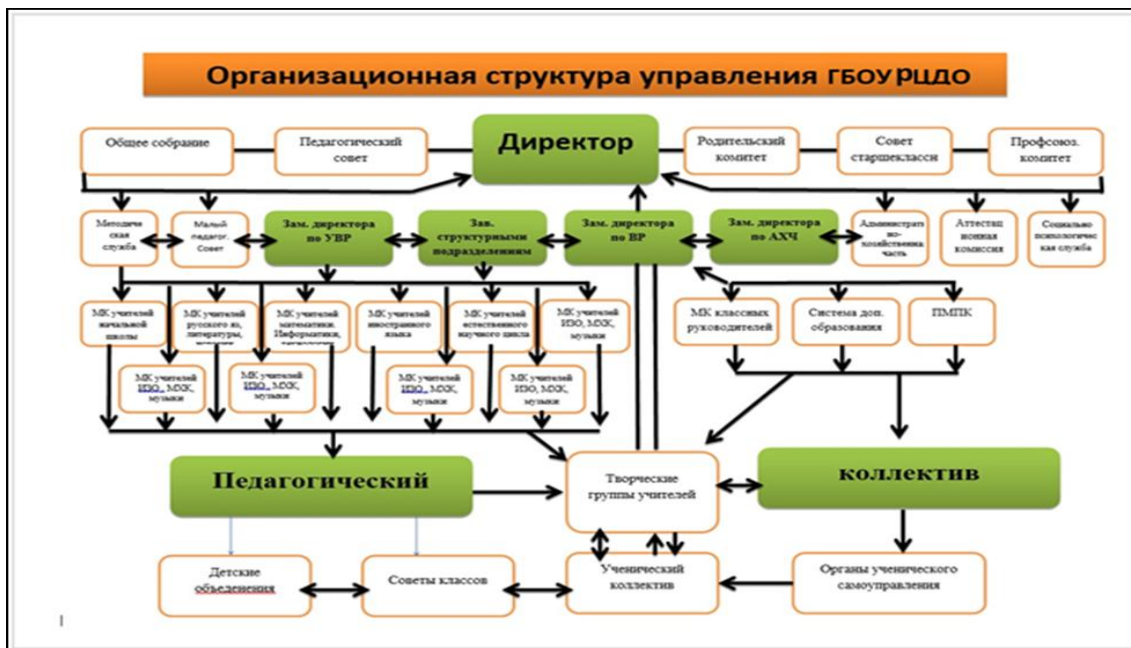 Организационная структура управления ГБОУ РЦДО
Общее собрание
Педагогический
совет
Директор
Родительский
комитет
Совет
старшеклассн
Профсоюз.
комитет
Методиче
ская
служба
Малый
педагог.
Совет
Зам. директора
по УВР
Зав.
структурными
подразделениям
Зам. директора
по ВР
Зам. директора
по АХЧ
Администрат
но-
хозяйственна
часть
Аттестац
ионная
комиссия
Социально
психологичес
кая служба
МК учителей
начальной
школы
МК учителей
русского яз,
литературы,
МК учителей
математики.
Информатики,
МК учителей
иностранного
языка
МК учителей
естественного
научного цикла
МК учителей
ИЗО, МХК,
музыки
МК классных
руководителей
Система доп.
образования
ПМПК
МК учителей
ИЗО , МХК,
музыки
МК учителей
ИЗО , МХК,
музыки
МК учителей
ИЗО , МХК,
музыки
МК учителей
ИЗО, МХК,
музыки
Педагогический
Творческие
группы учителей
коллектив
Детские
объеденения
Советы классов
Ученический
коллектив
Органы ученического
самоуправления